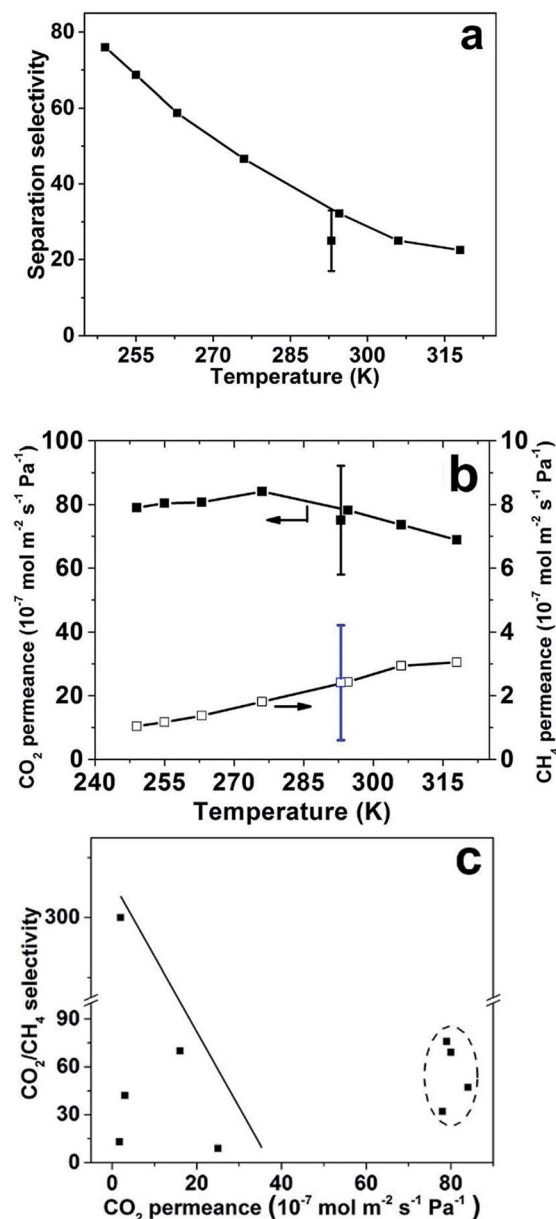 a
80
60
40
20
0
Separation selectivity
255 270 285 300 315
Temperature (K)
b
100
80
60
40
20
0
CO₂ permeance (10⁻⁷ mol m⁻² s⁻¹ Pa⁻¹)
10
8
6
4
2
0
CH₄ permeance (10⁻⁷ mol m⁻² s⁻¹ Pa⁻¹)
240 255 270 285 300 315
Temperature (K)
c
300
90
60
30
0
CO₂/CH₄ selectivity
0 20 40 60 80
CO₂ permeance (10⁻⁷ mol m⁻² s⁻¹ Pa⁻¹)